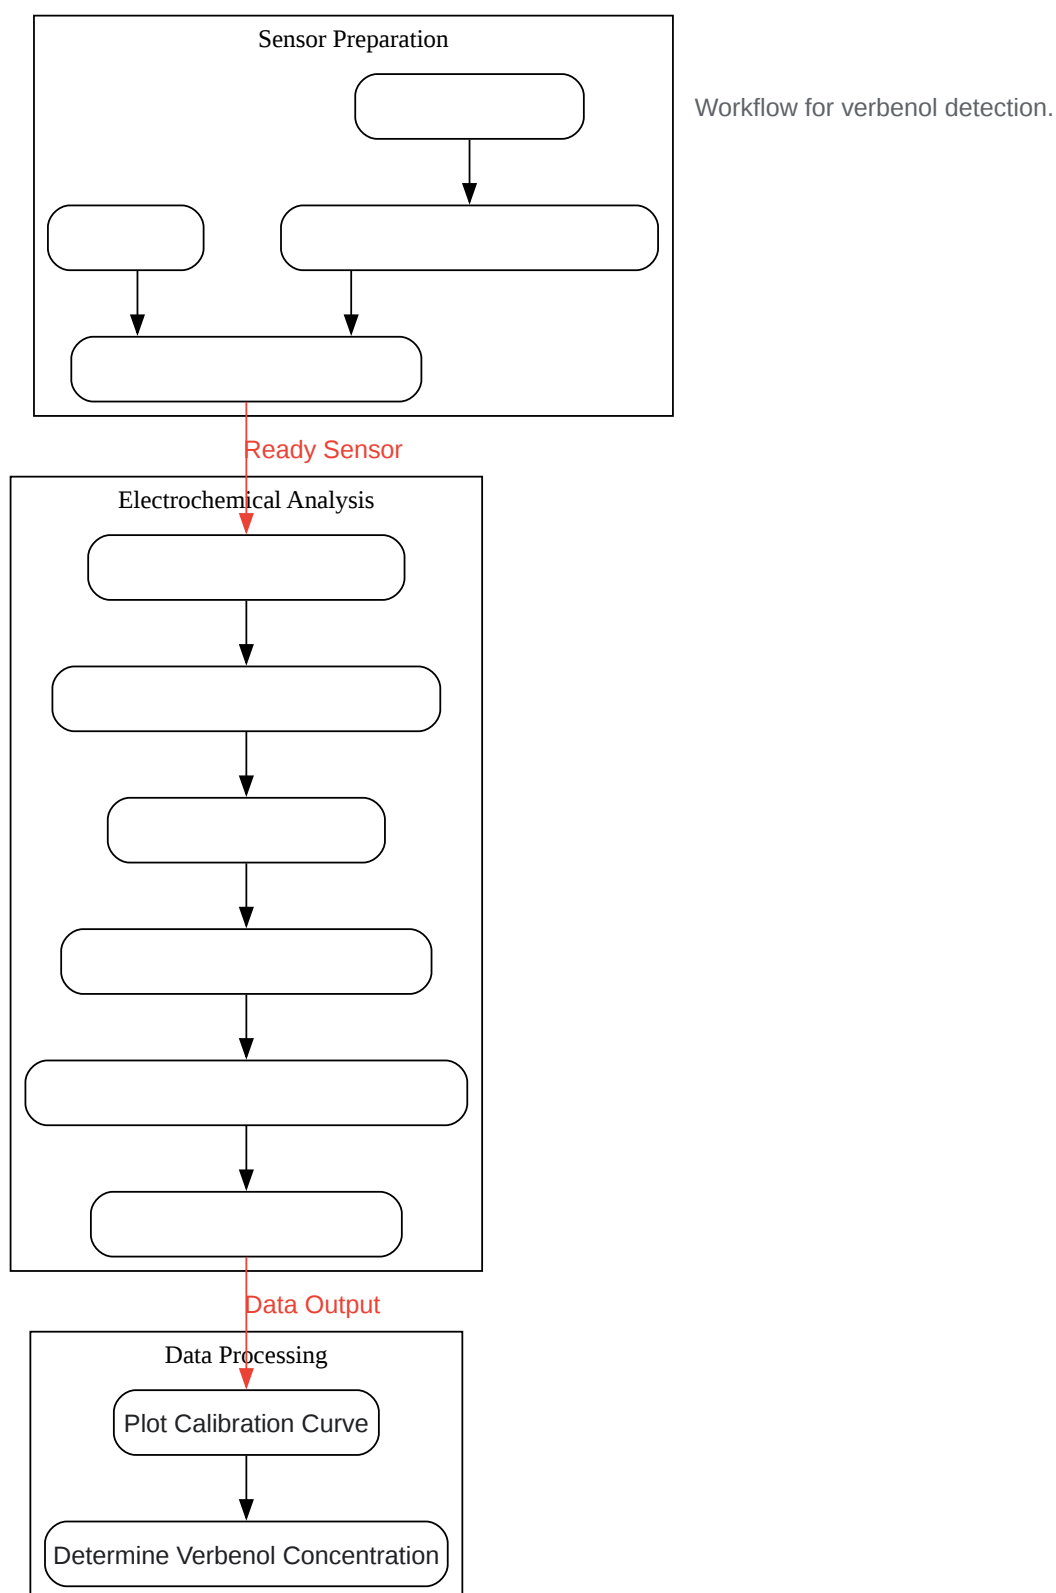 Sensor Preparation
Workflow for verbenol detection.
Ready Sensor
Electrochemical Analysis
Data Output
Data Processing
Plot Calibration Curve
Determine Verbenol Concentration